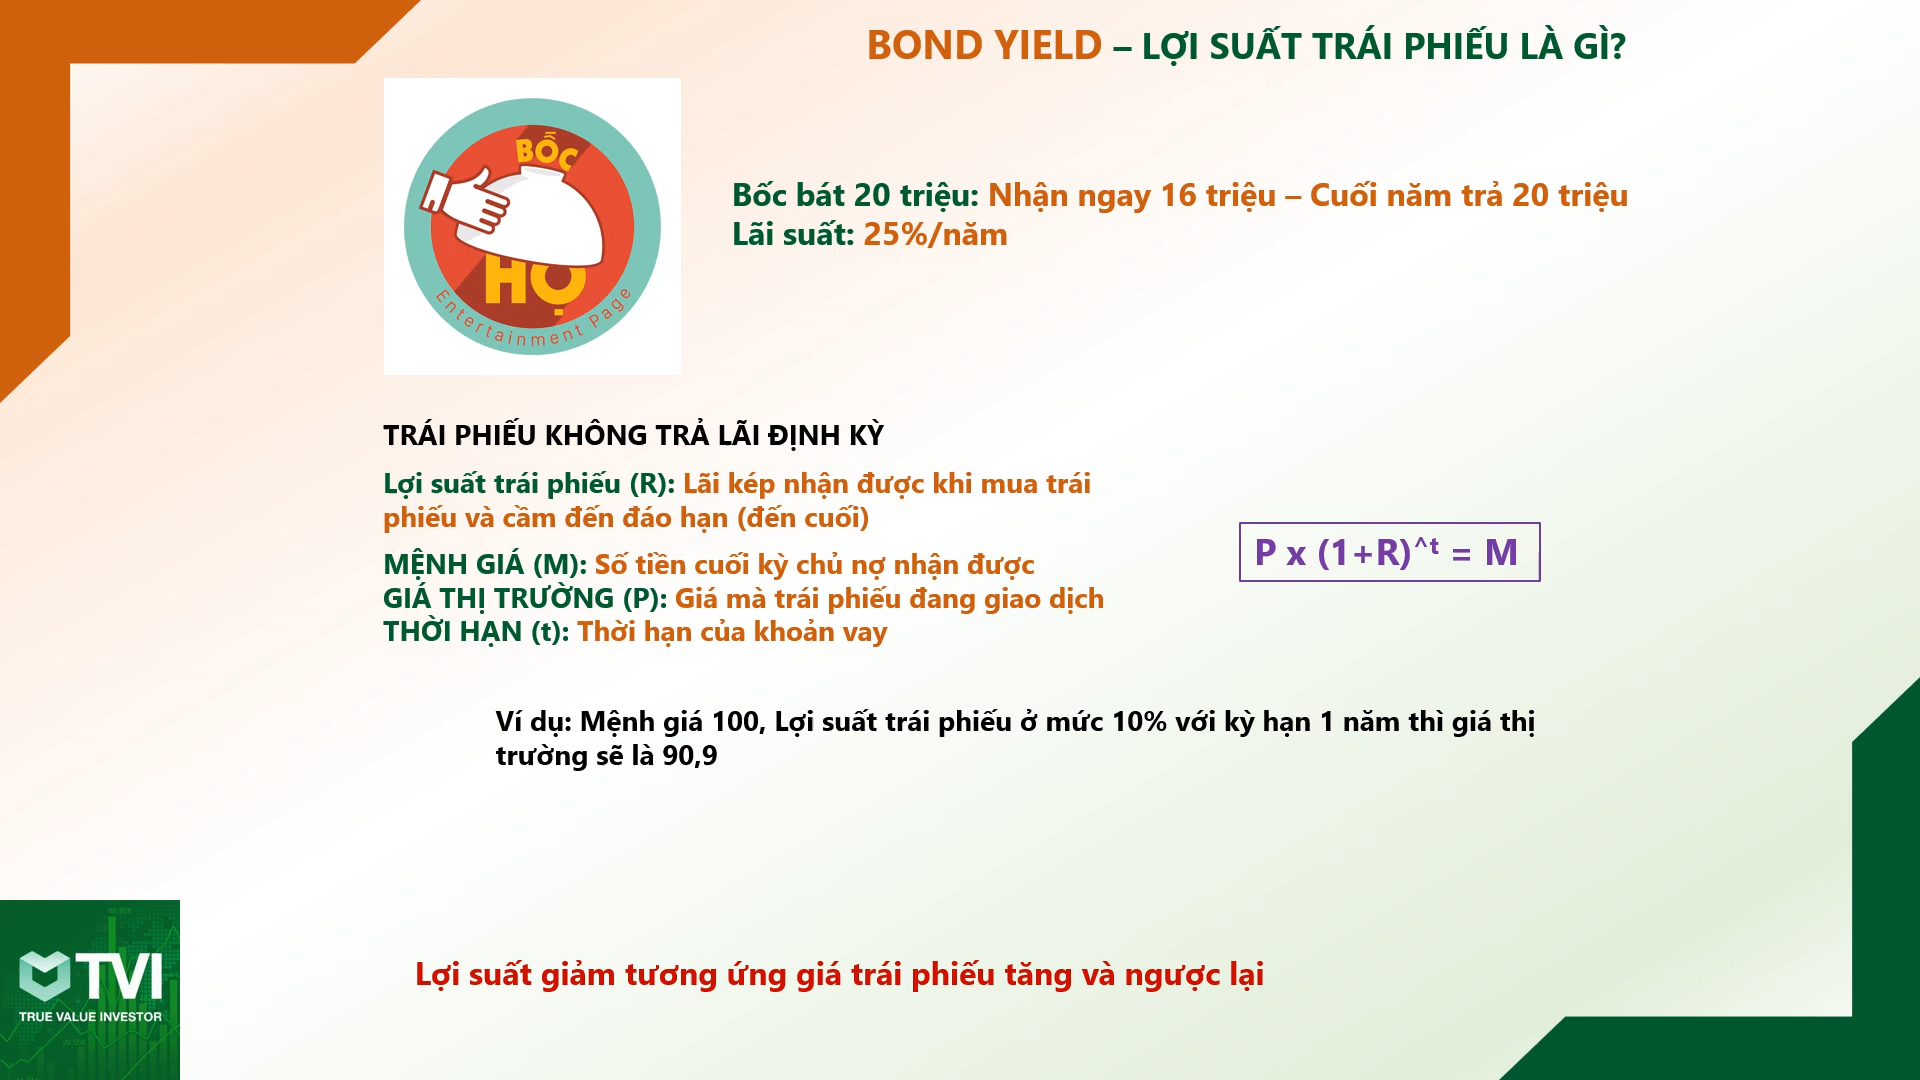 BOND YIELD – LỢI SUẤT TRÁI PHIẾU LÀ GÌ?
BỐC
HỌ
Entertainment Page
Bốc bát 20 triệu: Nhận ngay 16 triệu – Cuối năm trả 20 triệu
Lãi suất: 25%/năm
TRÁI PHIẾU KHÔNG TRẢ LÃI ĐỊNH KỲ
Lợi suất trái phiếu (R): Lãi kép nhận được khi mua trái
phiếu và cầm đến đáo hạn (đến cuối)
MỆNH GIÁ (M): Số tiền cuối kỳ chủ nợ nhận được
GIÁ THỊ TRƯỜNG (P): Giá mà trái phiếu đang giao dịch
THỜI HẠN (t): Thời hạn của khoản vay
P x (1+R)^t = M
Ví dụ: Mệnh giá 100, Lợi suất trái phiếu ở mức 10% với kỳ hạn 1 năm thì giá thị
trường sẽ là 90,9
Lợi suất giảm tương ứng giá trái phiếu tăng và ngược lại
TVI
TRUE VALUE INVESTOR